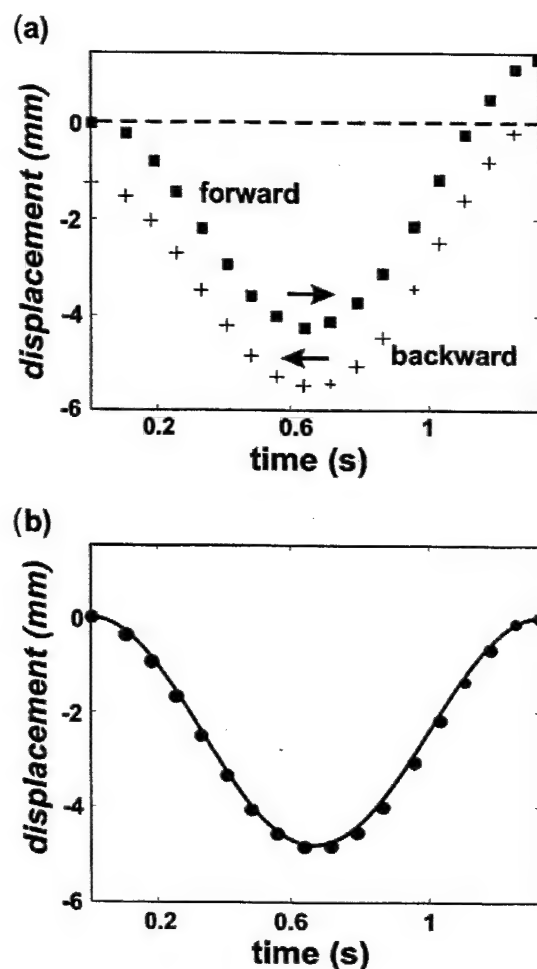 (a)
displacement (mm)
0
-2
-4
-6
forward
backward
0.2
0.6
1
time (s)
(b)
displacement (mm)
0
-2
-4
-6
0.2
0.6
1
time (s)